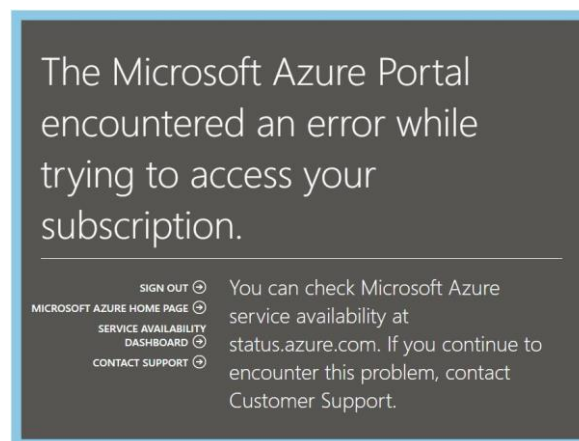 The Microsoft Azure Portal
encountered an error while
trying to access your
subscription.
SIGN OUT
MICROSOFT AZURE HOME PAGE
SERVICE AVAILABILITY
DASHBOARD
CONTACT SUPPORT
You can check Microsoft Azure
service availability at
status.azure.com. If you continue to
encounter this problem, contact
Customer Support.